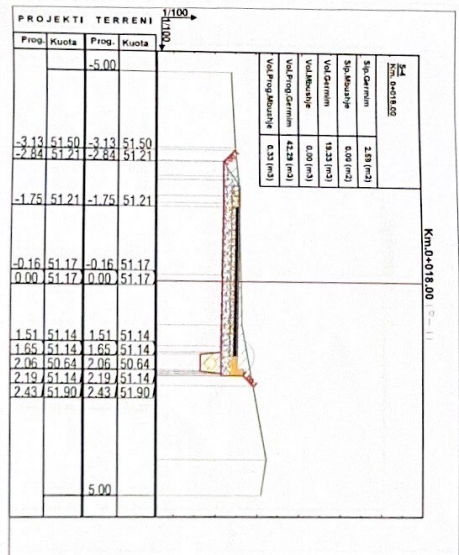 PROJEKTI TERRENI
Prog. Kuota Prog. Kuota
1/100
1/100
-5.00
-3.13 51.50 -3.13 51.50
-2.84 51.21 -2.84 51.21
-1.75 51.21 -1.75 51.21
-0.16 51.17 -0.16 51.17
0.00 51.17 0.00 51.17
1.51 51.14 1.51 51.14
1.65 51.14 1.65 51.14
2.06 50.64 2.06 50.64
2.19 51.14 2.19 51.14
2.43 51.90 2.43 51.90
5.00
Km.0+018.00
Sip.Germim 2.59 (m2)
Sip.Mbushje 0.00 (m2)
Vol.Germim 19.33 (m3)
Vol.Mbushje 0.00 (m3)
Vol.Prog.Germim 42.29 (m3)
Vol.Prog.Mbushje 0.33 (m3)
Km.0+018.00